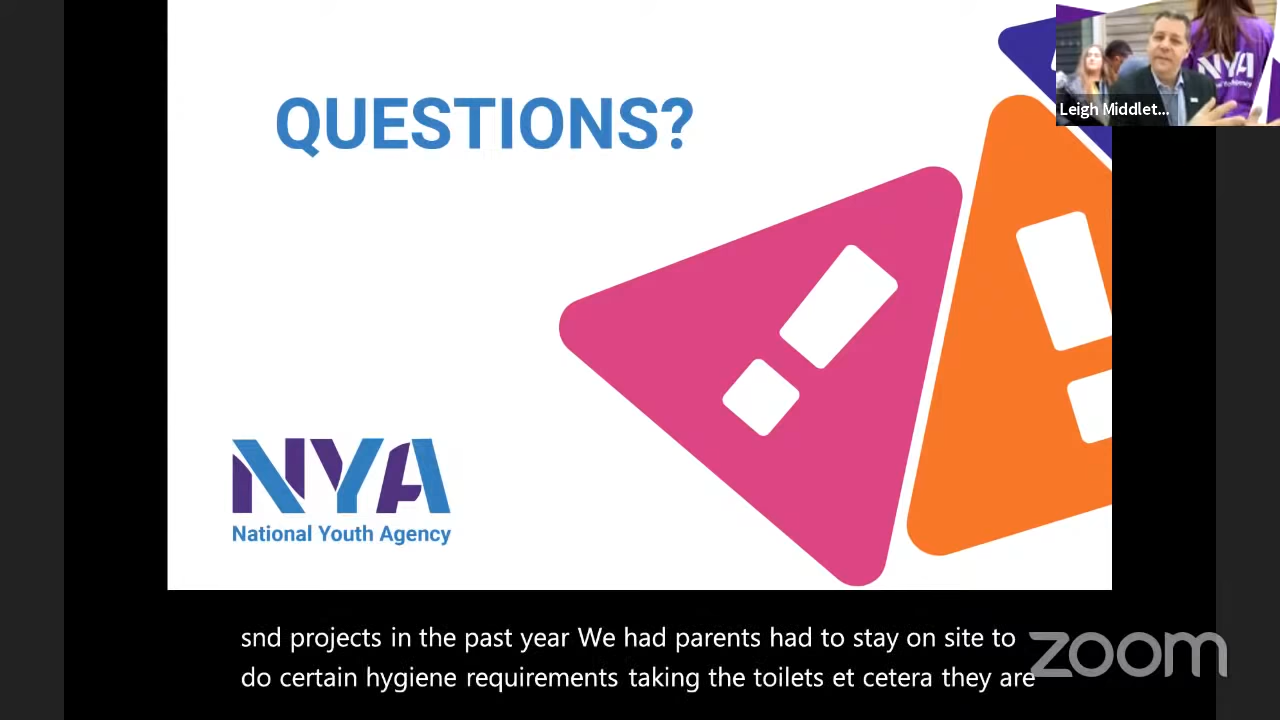 QUESTIONS?
NYA
Leigh Middlet...
NYA
National Youth Agency
snd projects in the past year We had parents had to stay on site to
do certain hygiene requirements taking the toilets et cetera they are
zoom